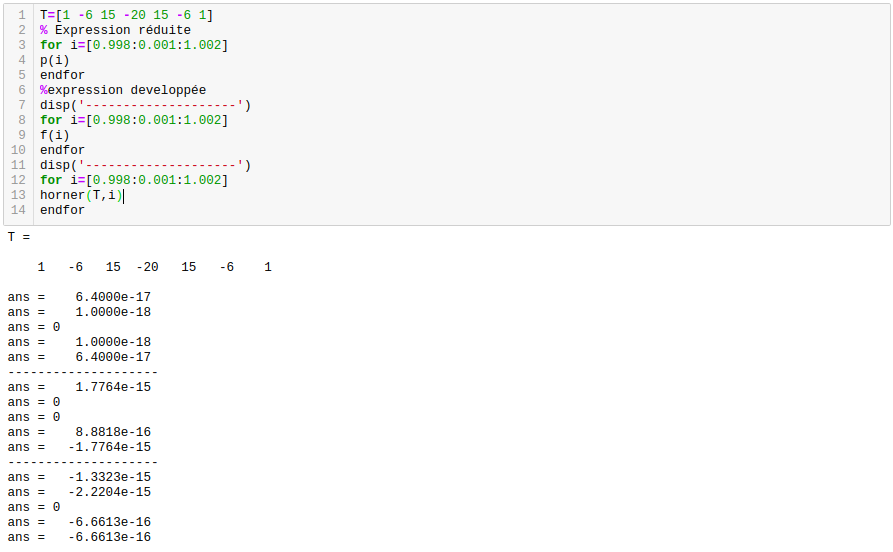 1 T=[1 -6 15 -20 15 -6 1]
2 % Expression réduite
3 for i=[0.998:0.001:1.002]
4 p(i)
5 endfor
6 %expression developpée
7 disp('--------------------')
8 for i=[0.998:0.001:1.002]
9 f(i)
10 endfor
11 disp('--------------------')
12 for i=[0.998:0.001:1.002]
13 horner(T,i)
14 endfor
T =
1 -6 15 -20 15 -6 1
ans = 6.4000e-17
ans = 1.0000e-18
ans = 0
ans = 1.0000e-18
ans = 6.4000e-17
--------------------
ans = 1.7764e-15
ans = 0
ans = 0
ans = 8.8818e-16
ans = -1.7764e-15
--------------------
ans = -1.3323e-15
ans = -2.2204e-15
ans = 0
ans = -6.6613e-16
ans = -6.6613e-16